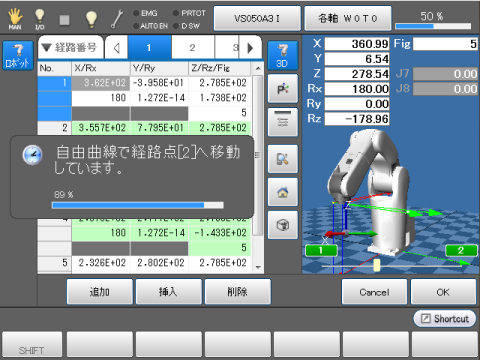 MAN
I/O
EMG
AUTO EN
PRTOT
D SW
VS050A3 I
各軸 W0T0
50 %
ロボット
▼ 経路番号
1
2
3
3D
No.
X/Rx
Y/Ry
Z/Rz/Fig
1
3.62E+02
-3.958E+01
2.785E+02
180
1.272E-14
1.738E+02
5
2
3.557E+02
7.795E+01
2.785E+02
自由曲線で経路点[2]へ移動
しています。
89 %
180
1.272E-14
-1.433E+02
5
5
2.326E+02
2.802E+02
2.785E+02
X
360.99
Fig
5
Y
6.54
Z
278.54
J7
0.00
Rx
180.00
J8
0.00
Ry
0.00
Rz
-178.96
X
Z
1
2
追加
挿入
削除
Cancel
OK
Shortcut
SHIFT